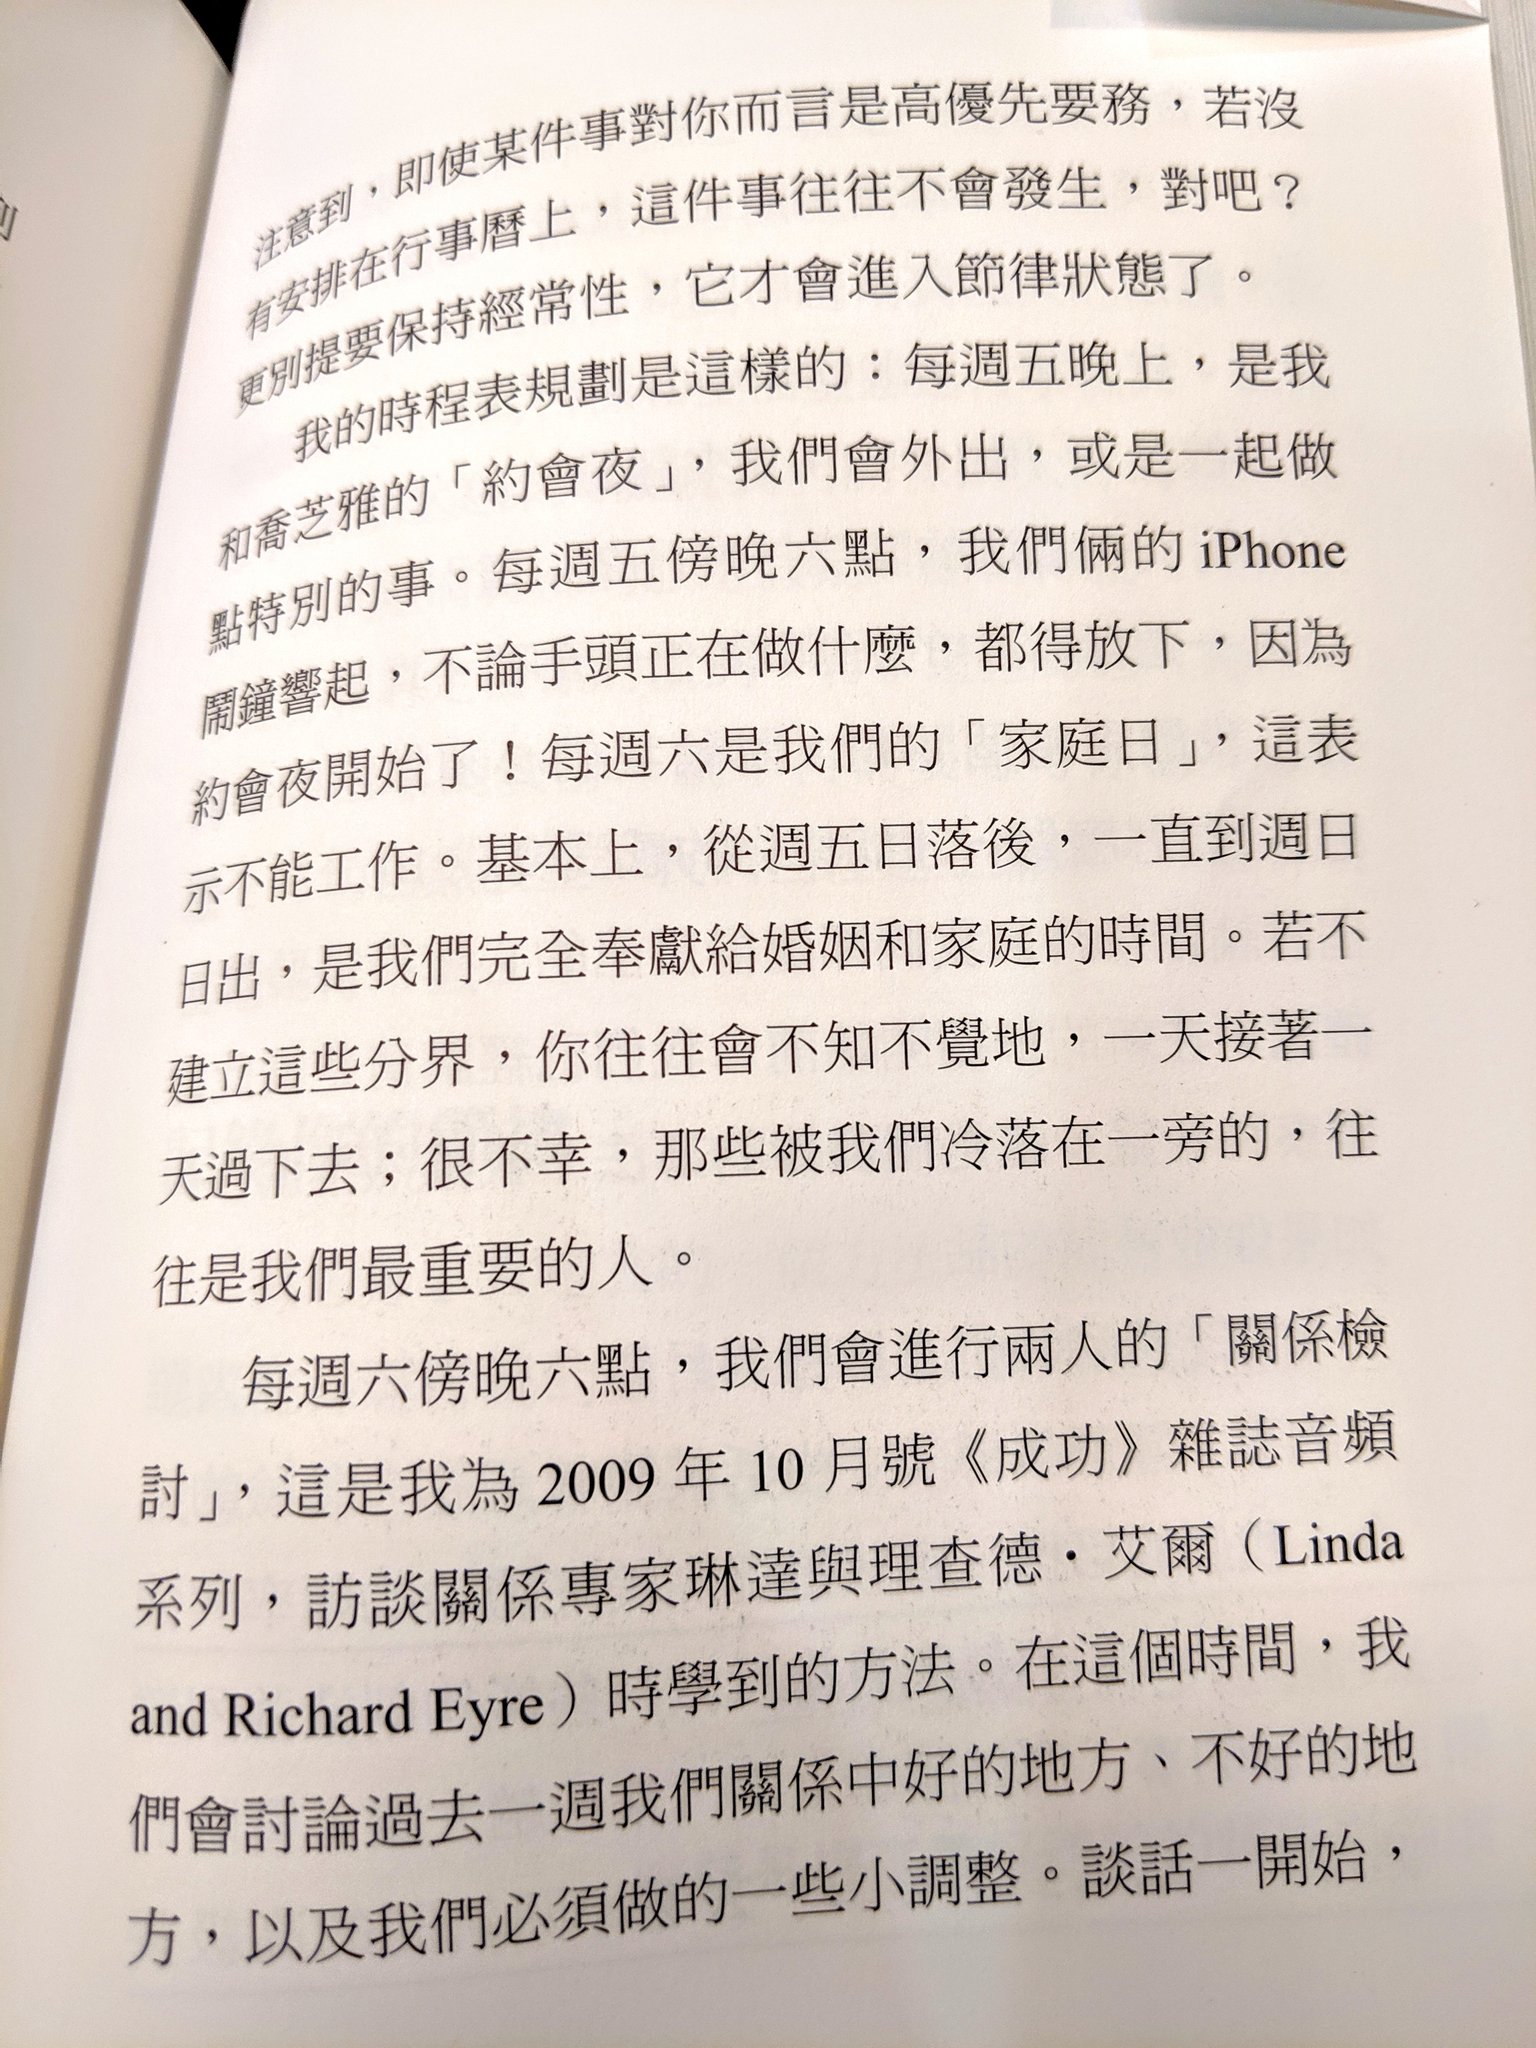 注意到，即使某件事對你而言是高優先要務，若沒
有安排在行事曆上，這件事往往不會發生，對吧？
更別提要保持經常性，它才會進入節律狀態了。
我的時程表規劃是這樣的：每週五晚上，是我
和喬芝雅的「約會夜」，我們會外出，或是一起做
點特別的事。每週五傍晚六點，我們倆的 iPhone
鬧鐘響起，不論手頭正在做什麼，都得放下，因為
約會夜開始了！每週六是我們的「家庭日」，這表
示不能工作。基本上，從週五日落後，一直到週日
日出，是我們完全奉獻給婚姻和家庭的時間。若不
建立這些分界，你往往會不知不覺地，一天接著一
天過下去；很不幸，那些被我們冷落在一旁的，往
往是我們最重要的人。
每週六傍晚六點，我們會進行兩人的「關係檢
討」，這是我為 2009 年 10 月號《成功》雜誌音頻
系列，訪談關係專家琳達與理查德・艾爾（Linda
and Richard Eyre）時學到的方法。在這個時間，我
們會討論過去一週我們關係中好的地方、不好的地
方，以及我們必須做的一些小調整。談話一開始，